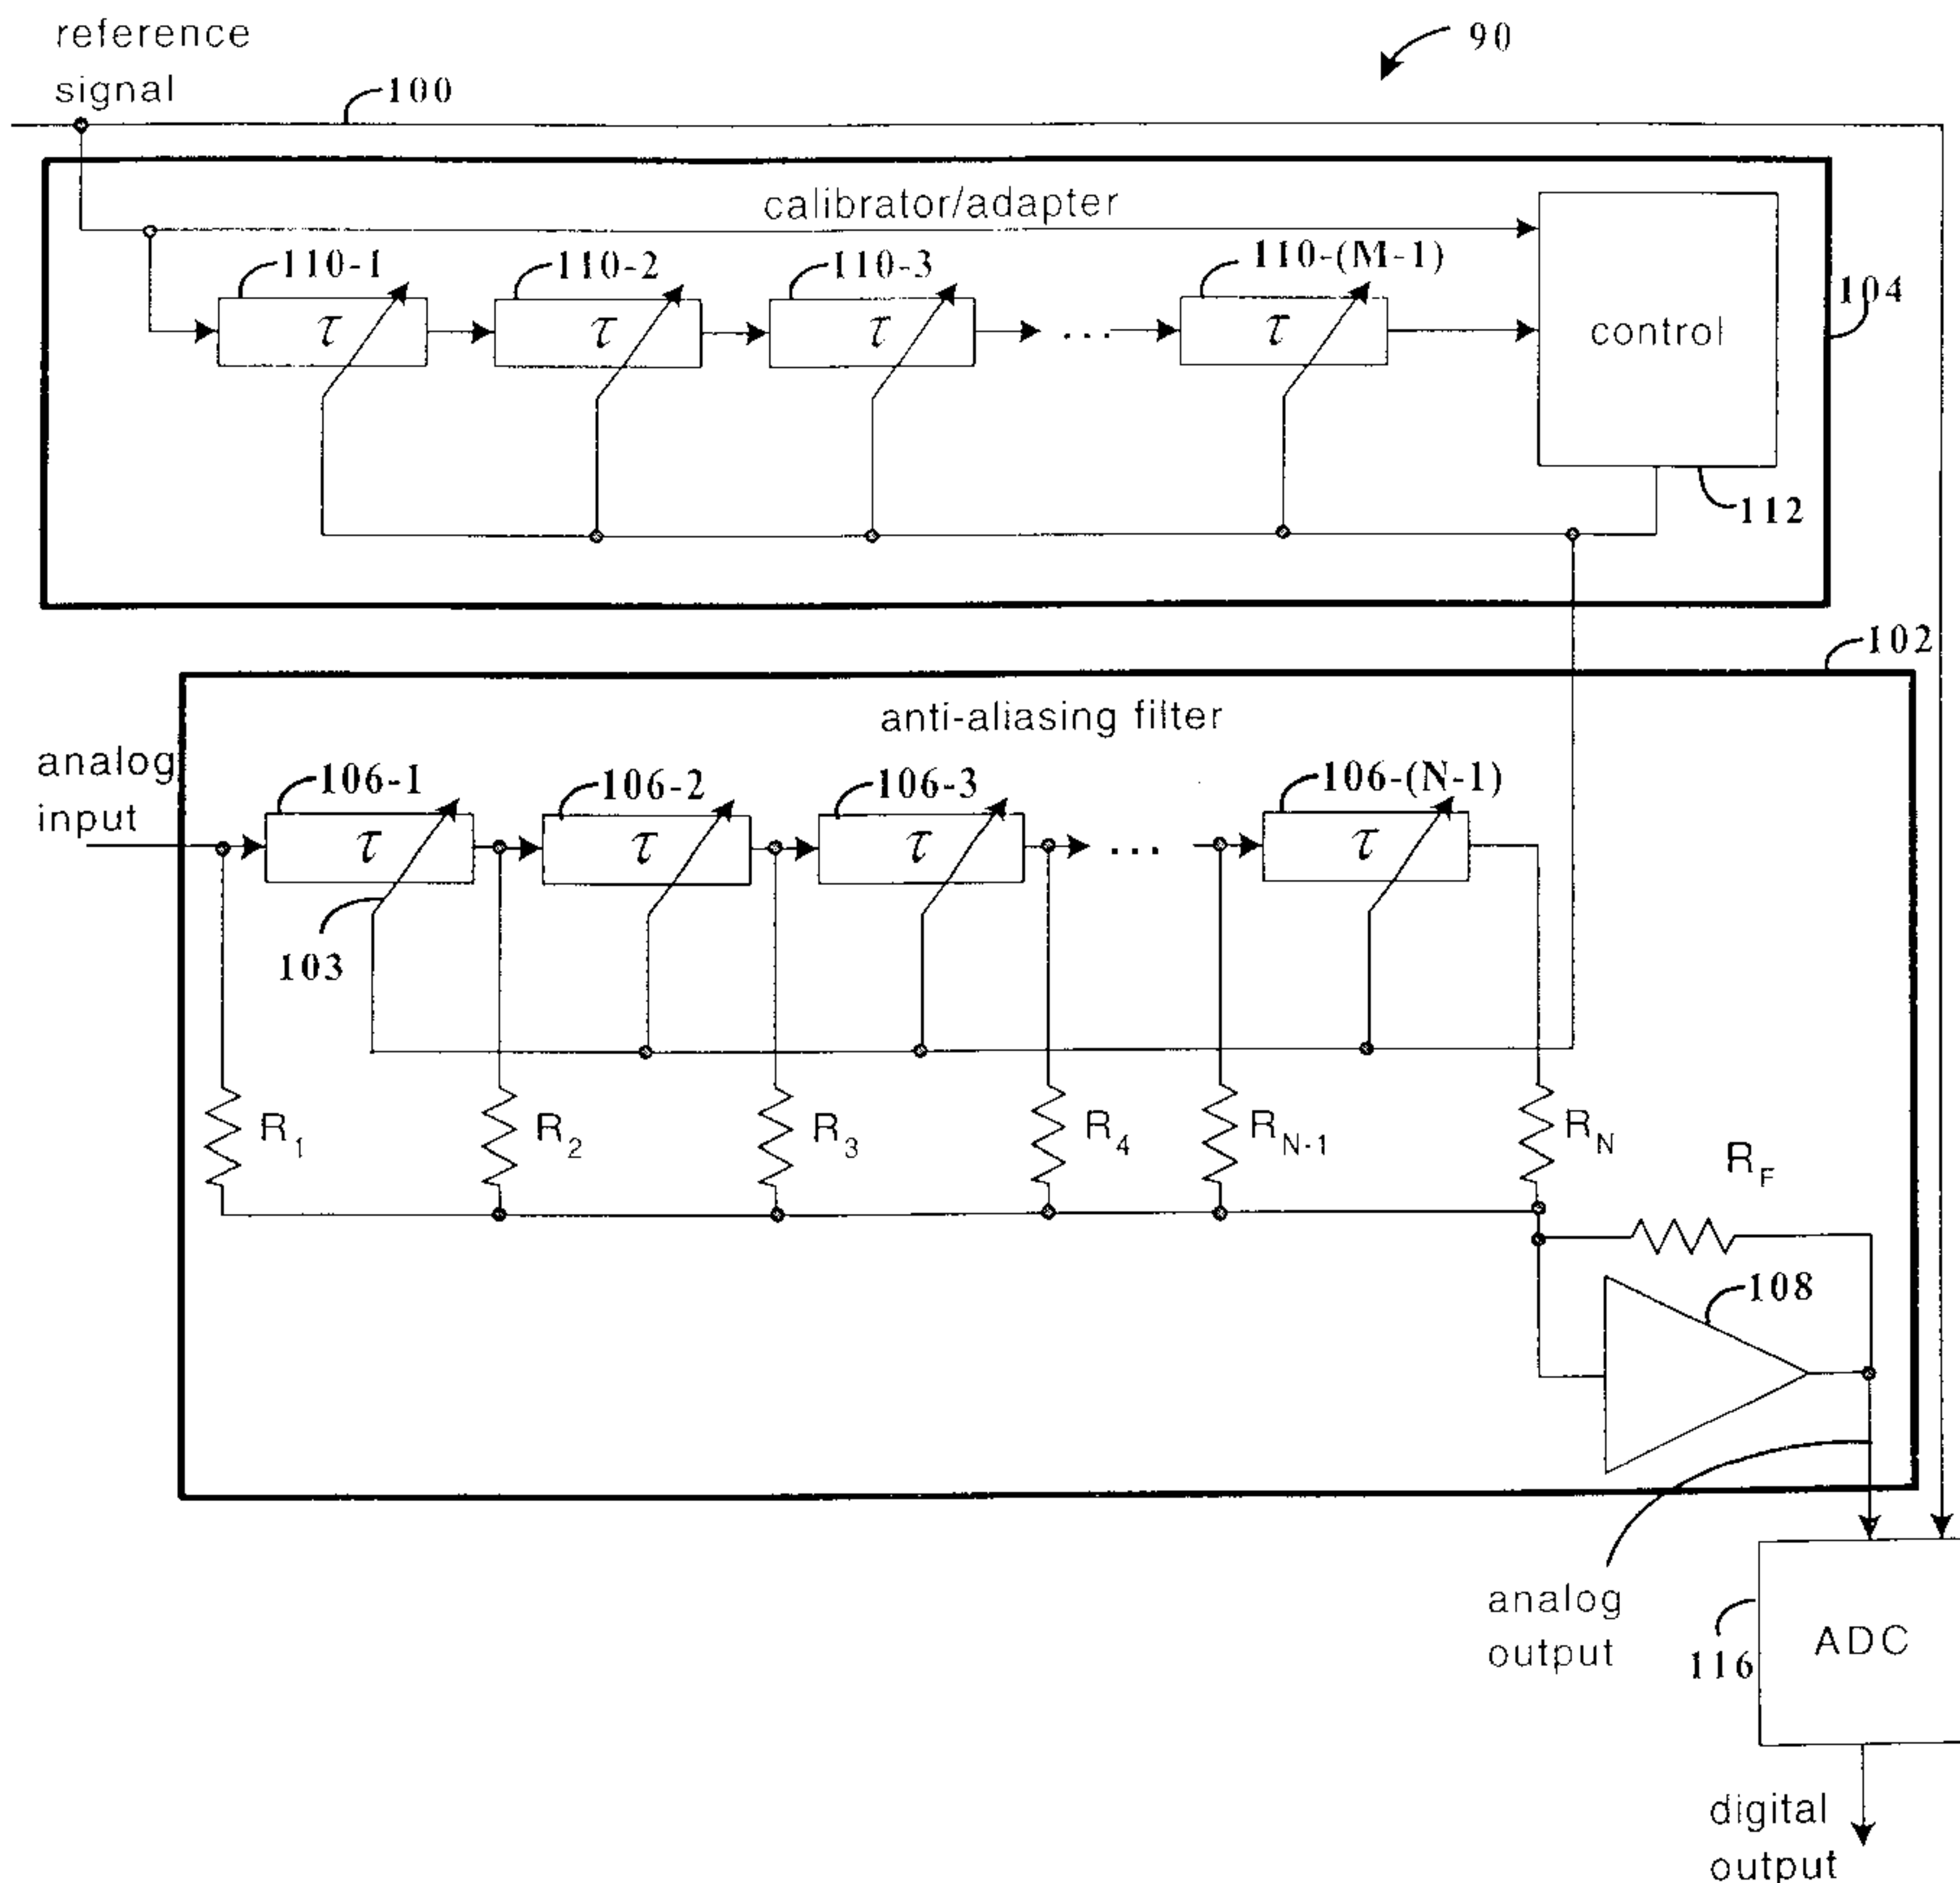 reference
signal
90
100
calibrator/adapter
110-1
110-2
110-3
110-(M-1)
104
τ
τ
τ
...
τ
control
112
102
anti-aliasing filter
analog
input
106-1
106-2
106-3
106-(N-1)
τ
τ
τ
...
τ
103
R1
R2
R3
R4
RN-1
RN
RF
108
analog
output
116
ADC
digital
output